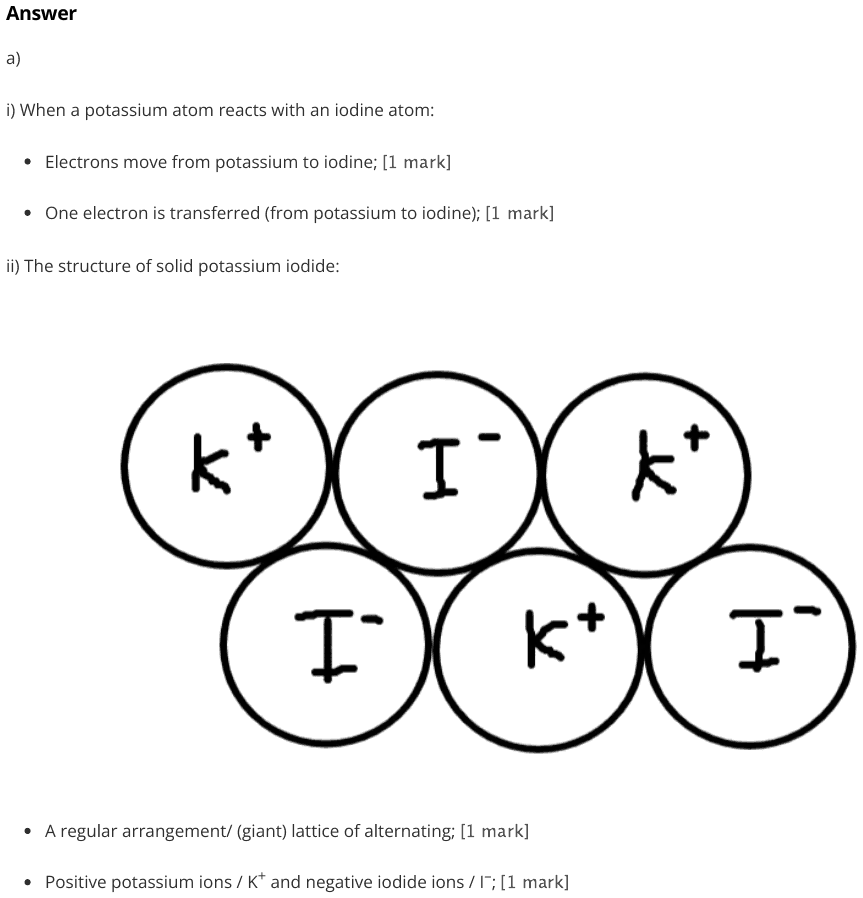 Answer
a)
i) When a potassium atom reacts with an iodine atom:
• Electrons move from potassium to iodine; [1 mark]
• One electron is transferred (from potassium to iodine); [1 mark]
ii) The structure of solid potassium iodide:
K⁺ I⁻ K⁺
I⁻ K⁺ I⁻
• A regular arrangement/ (giant) lattice of alternating; [1 mark]
• Positive potassium ions / K⁺ and negative iodide ions / I⁻; [1 mark]